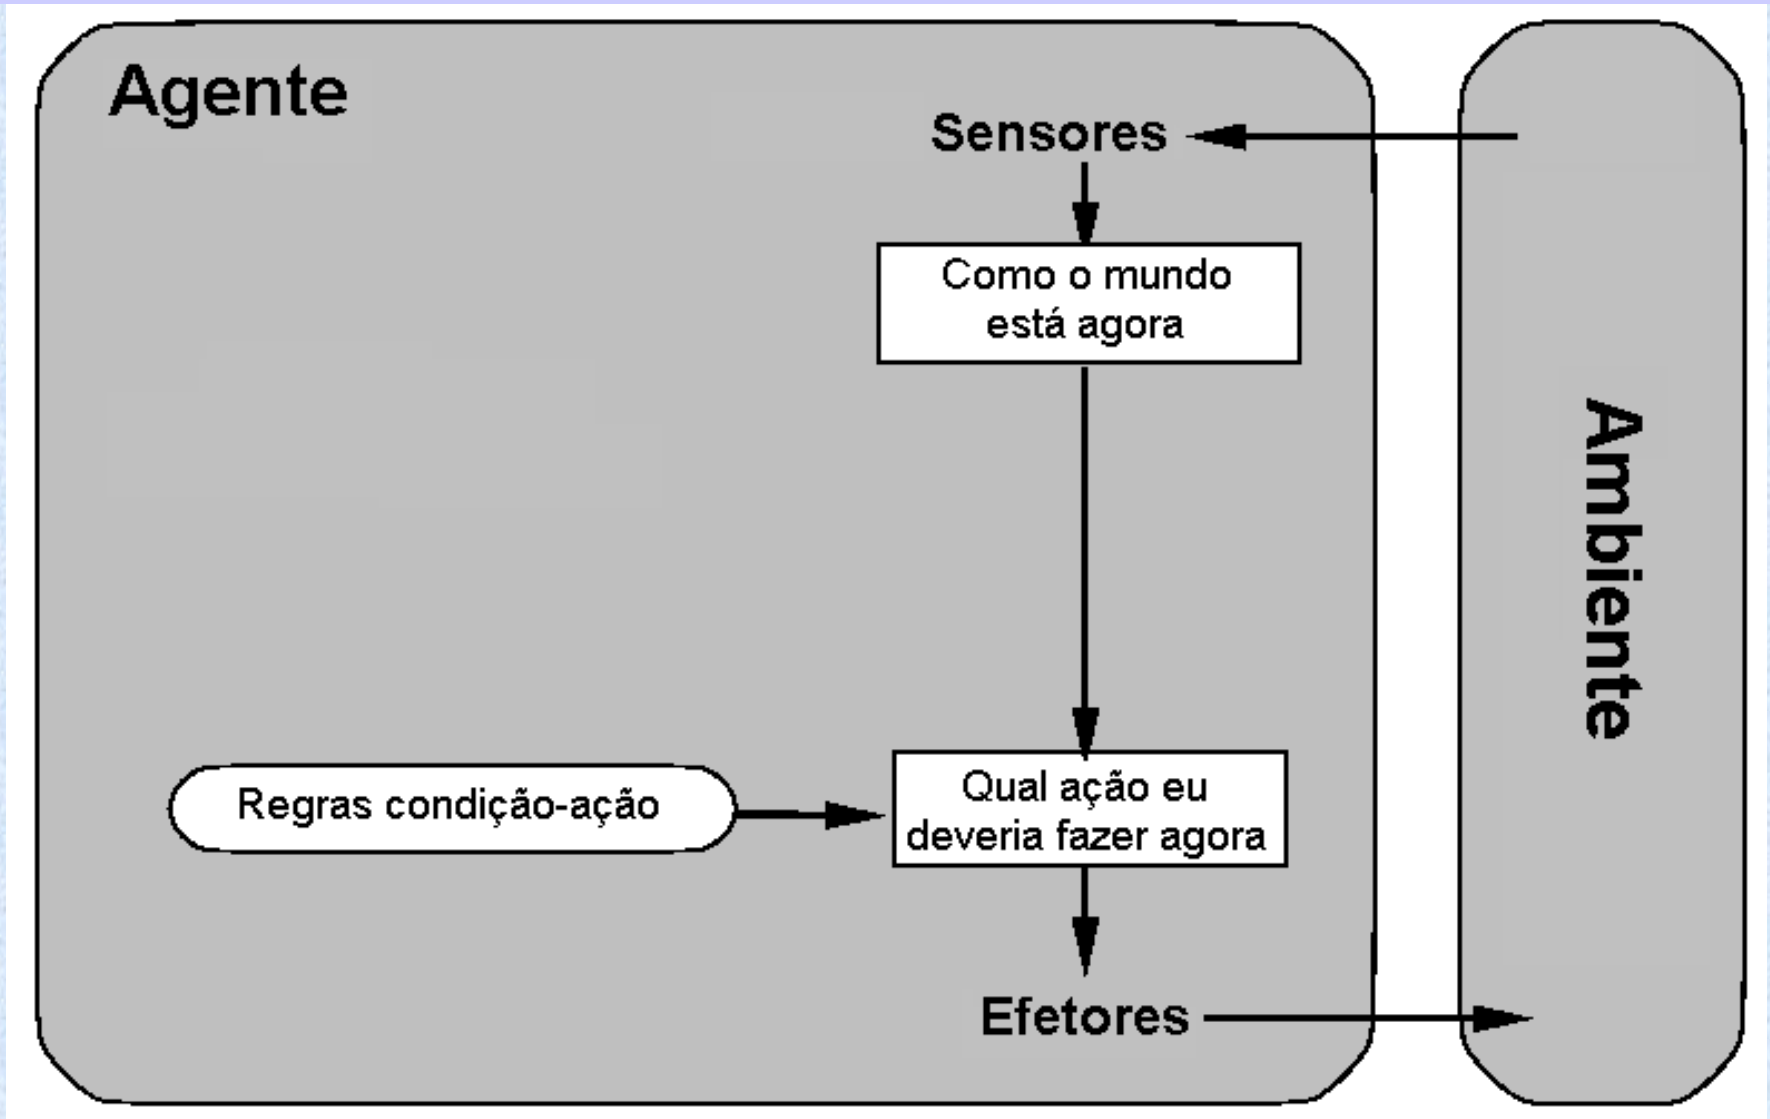 Agente
Sensores
Como o mundo
está agora
Ambiente
Regras condição-ação
Qual ação eu
deveria fazer agora
Efetores